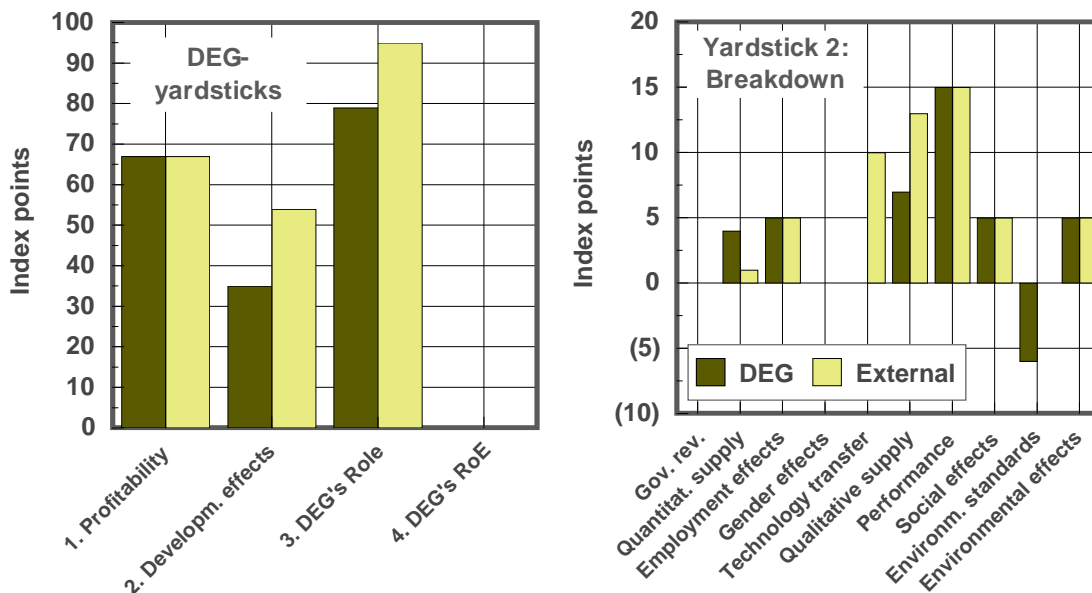 DEG-
yardsticks
Index points
100
90
80
70
60
50
40
30
20
10
0
1. Profitability
2. Developm. effects
3. DEG's Role
4. DEG's RoE
Yardstick 2:
Breakdown
Index points
20
15
10
5
0
(5)
(10)
DEG
External
Gov. rev.
Quantitat. supply
Employment effects
Gender effects
Technology transfer
Qualitative supply
Performance
Social effects
Environm. standards
Environmental effects